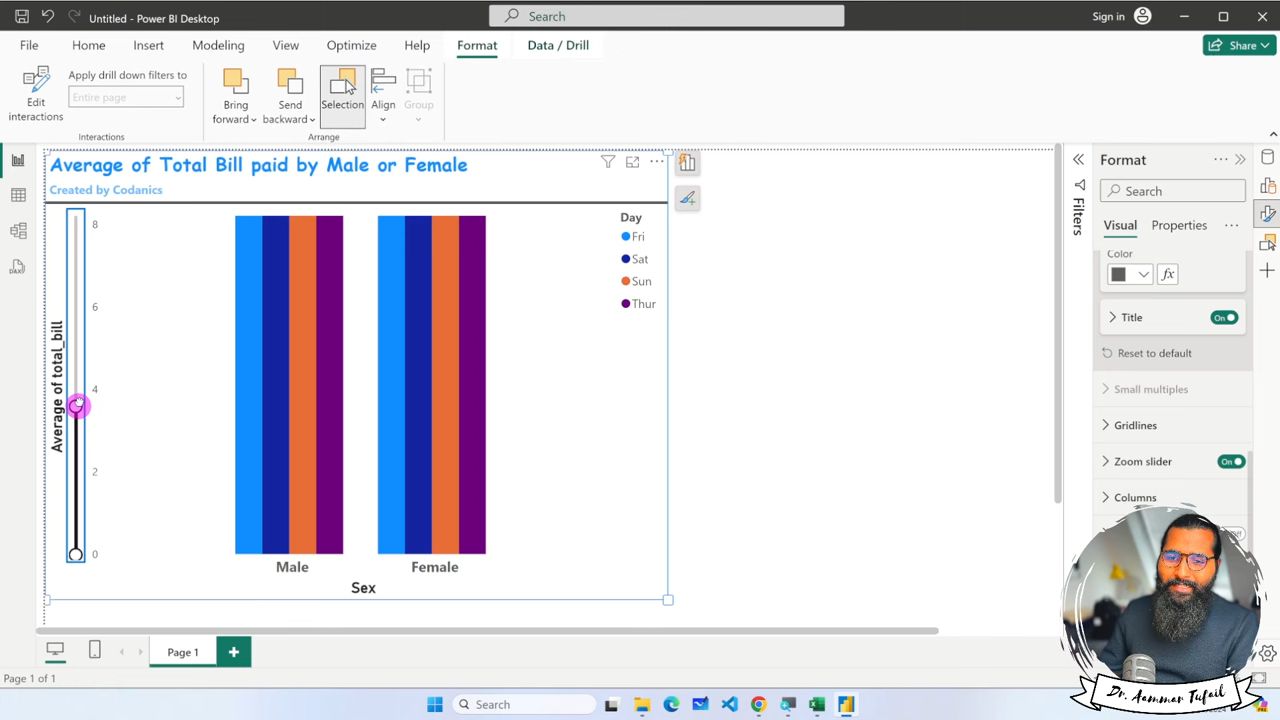 Untitled - Power BI Desktop
Search
Sign in
File
Home
Insert
Modeling
View
Optimize
Help
Format
Data / Drill
Share
Edit
interactions
Apply drill down filters to
Entire page
Interactions
Bring
forward
Send
backward
Selection
Align
Group
Arrange
Average of Total Bill paid by Male or Female
Created by Codanics
Average of total_bill
8
6
4
2
0
Male
Female
Sex
Day
Fri
Sat
Sun
Thur
Filters
Format
Search
Visual
Properties
Color
fx
Title
On
Reset to default
Small multiples
Gridlines
Zoom slider
On
Columns
Page 1
Page 1 of 1
Search
Dr. Aammar Tufail